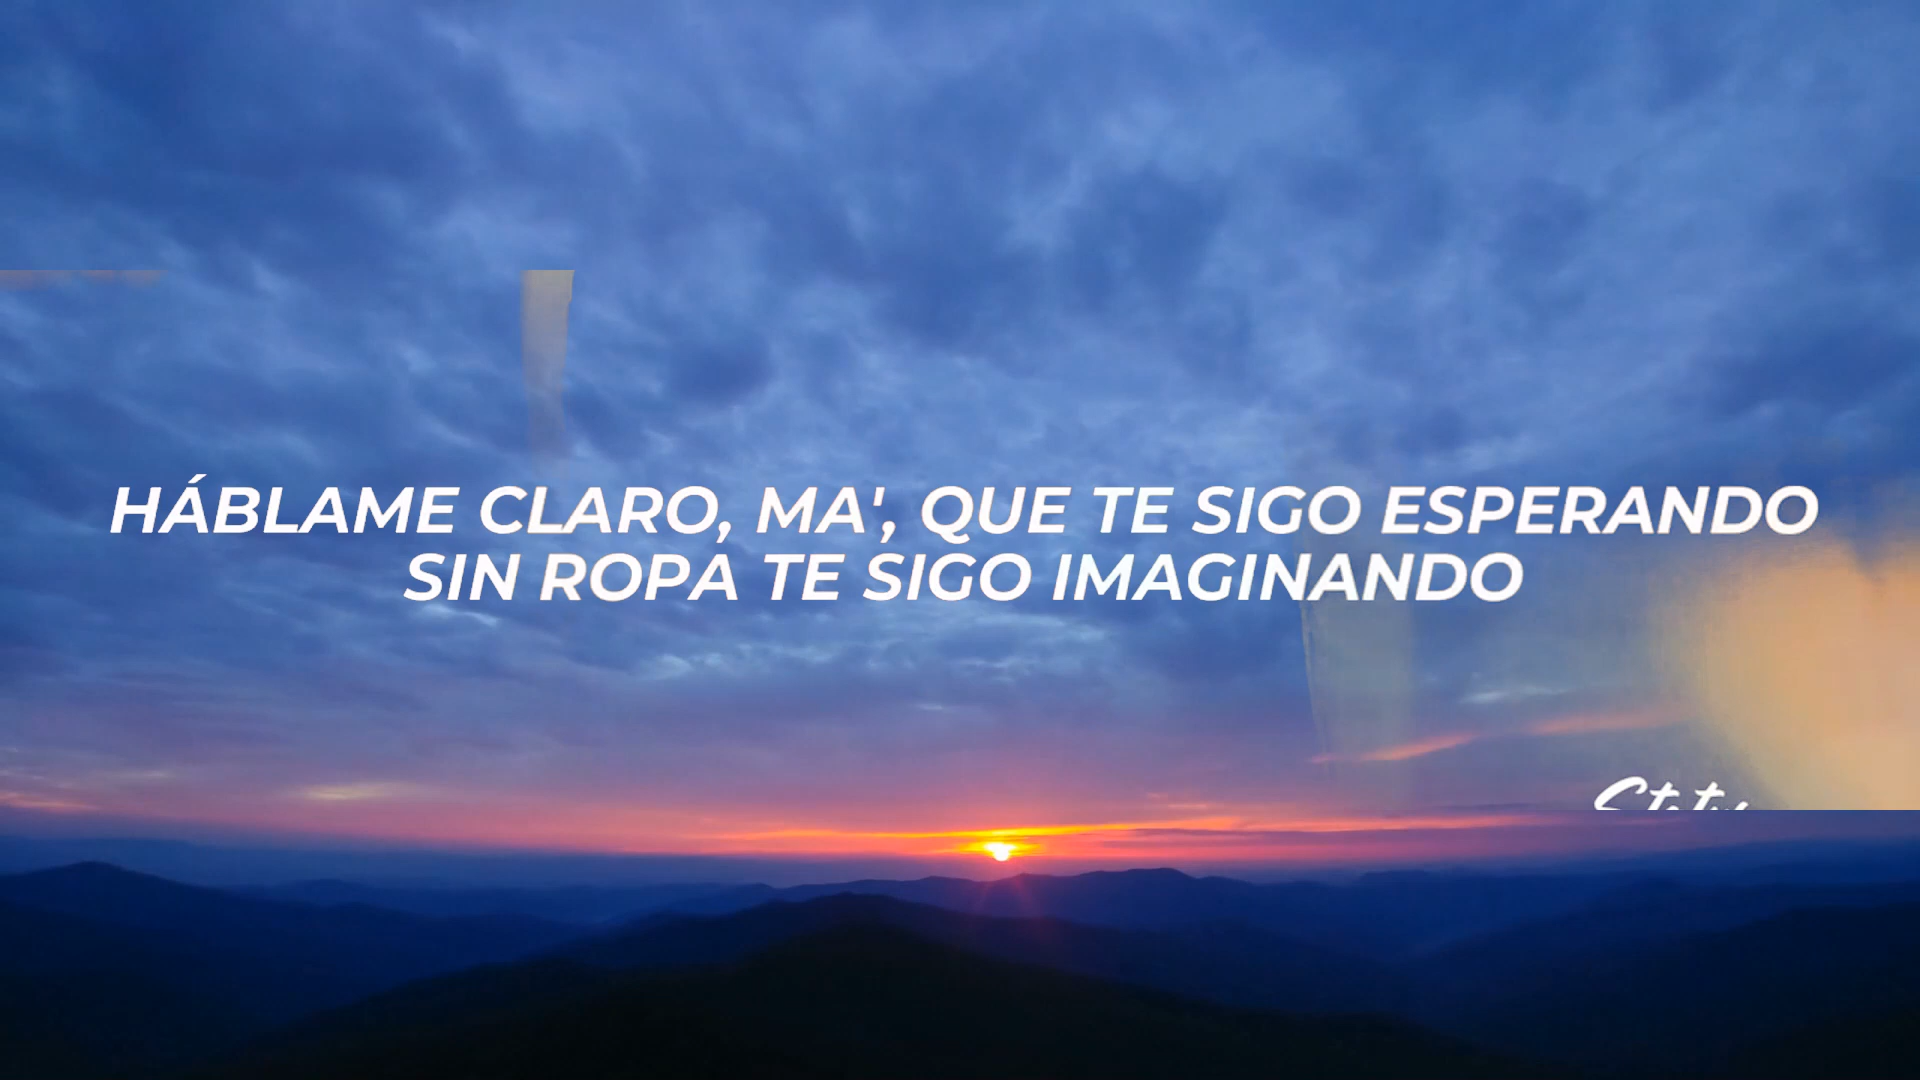 HÁBLAME CLARO, MA', QUE TE SIGO ESPERANDO
SIN ROPA TE SIGO IMAGINANDO